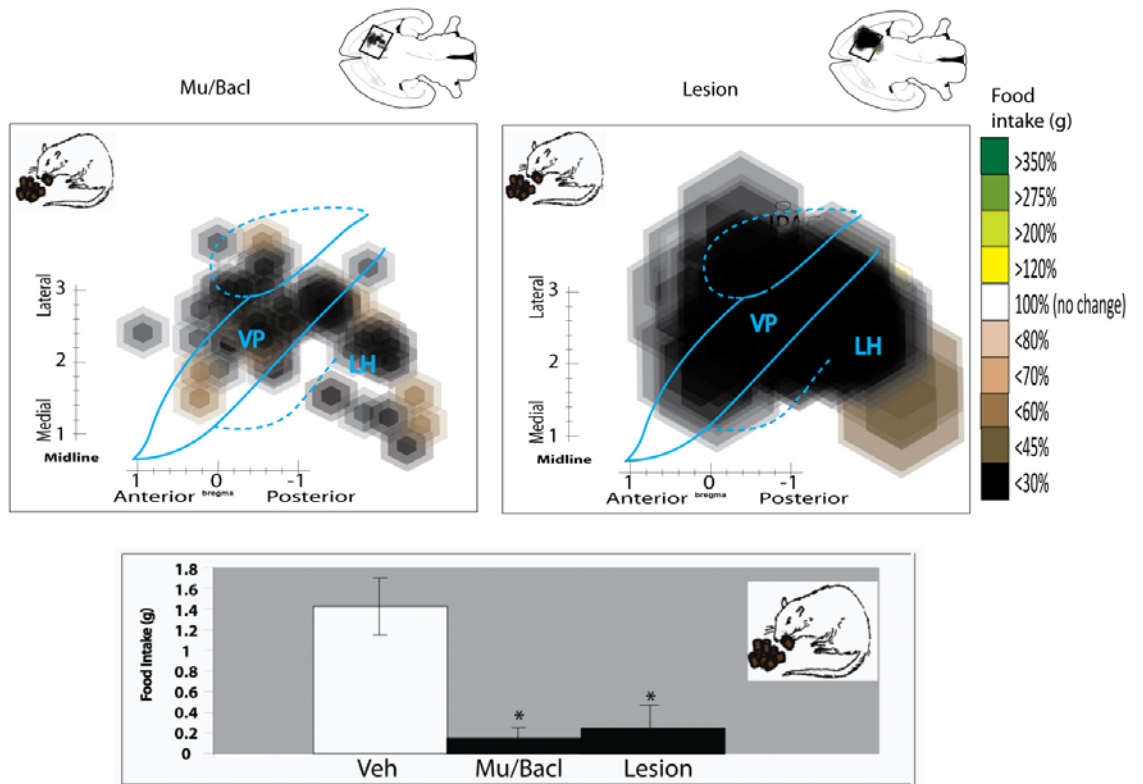 Mu/Bacl
Lesion
Food
intake (g)
>350%
>275%
>200%
>120%
100% (no change)
<80%
<70%
<60%
<45%
<30%
Lateral
Medial
3
2
1
Midline
VP
LH
1
0
-1
Anterior
bregma
Posterior
Lateral
Medial
3
2
1
Midline
VP
LH
1
0
-1
Anterior
bregma
Posterior
Food Intake (g)
1.8
1.6
1.4
1.2
1
0.8
0.6
0.4
0.2
0
*
*
Veh
Mu/Bacl
Lesion